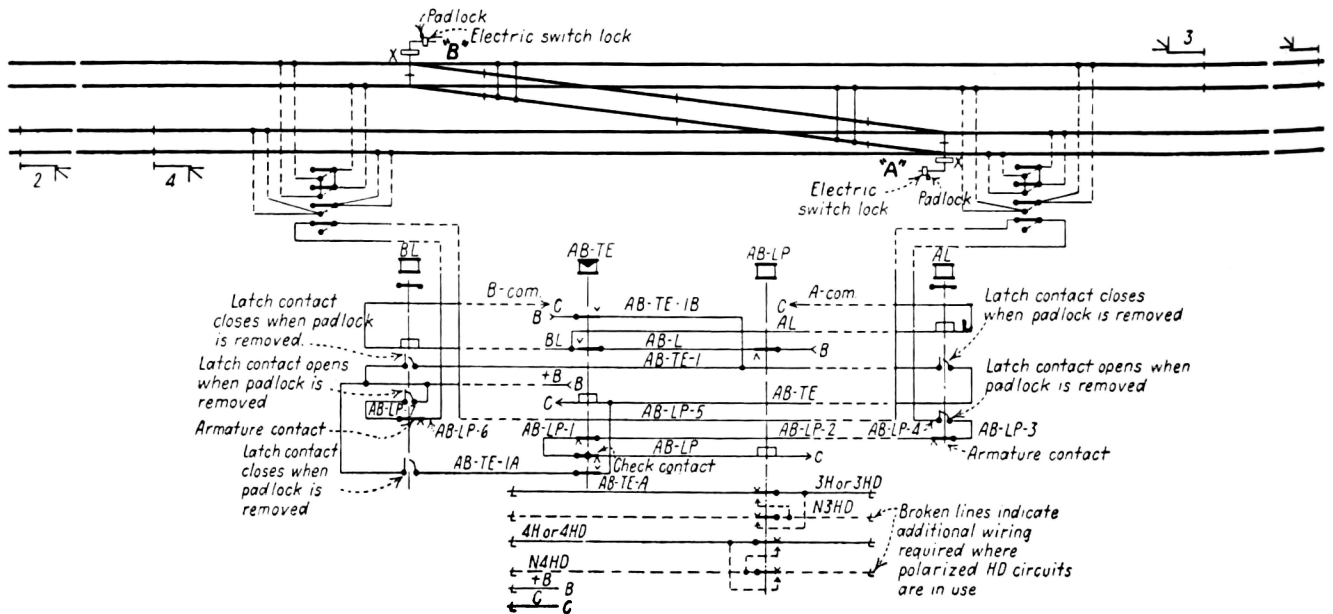 Padlock
Electric switch lock
"B"
X
3
2
4
"A"
X
Electric
switch lock
Padlock
BL
AB-TE
AB-LP
AL
Latch contact
closes when padlock
is removed.
B-com.
C
B
AB-TE-1B
C
A-com.
AL
Latch contact closes
when padlock is removed
BL
AB-L
B
AB-TE-1
Latch contact opens
when padlock is
removed
+B
B
C
AB-TE
Latch contact opens when
padlock is removed
AB-LP-7
AB-LP-5
Armature contact
AB-LP-6
AB-LP-1
AB-LP-2
AB-LP-4
AB-LP-3
AB-LP
C
Armature contact
Latch contact
closes when
padlock is
removed
AB-TE-1A
Check contact
AB-TE-A
3H or 3HD
N3HD
4H or 4HD
Broken lines indicate
additional wiring
required where
polarized HD circuits
are in use
N4HD
+B
B
C
C